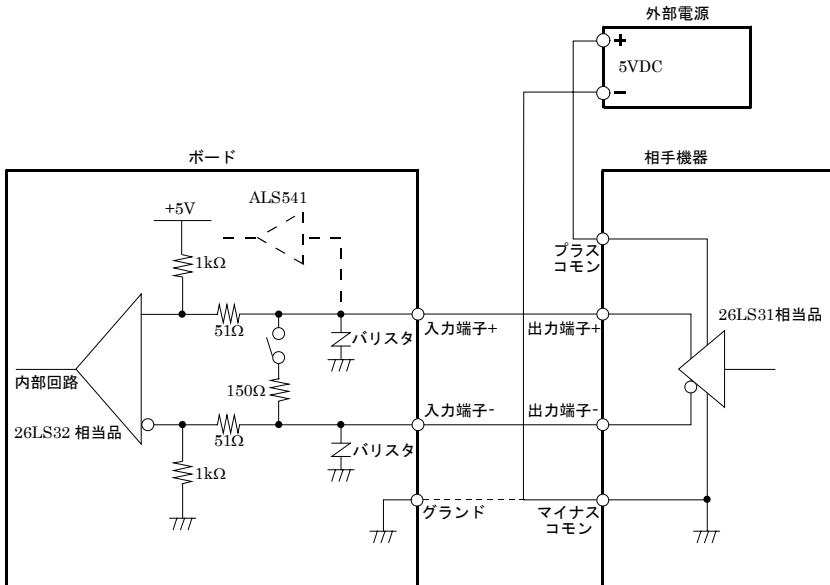 外部電源
+
5VDC
−
ボード
相手機器
ALS541
+5V
1kΩ
プラス
コモン
51Ω
バリスタ
入力端子+
出力端子+
26LS31相当品
内部回路
150Ω
26LS32 相当品
51Ω
バリスタ
入力端子-
出力端子-
1kΩ
グランド
マイナス
コモン